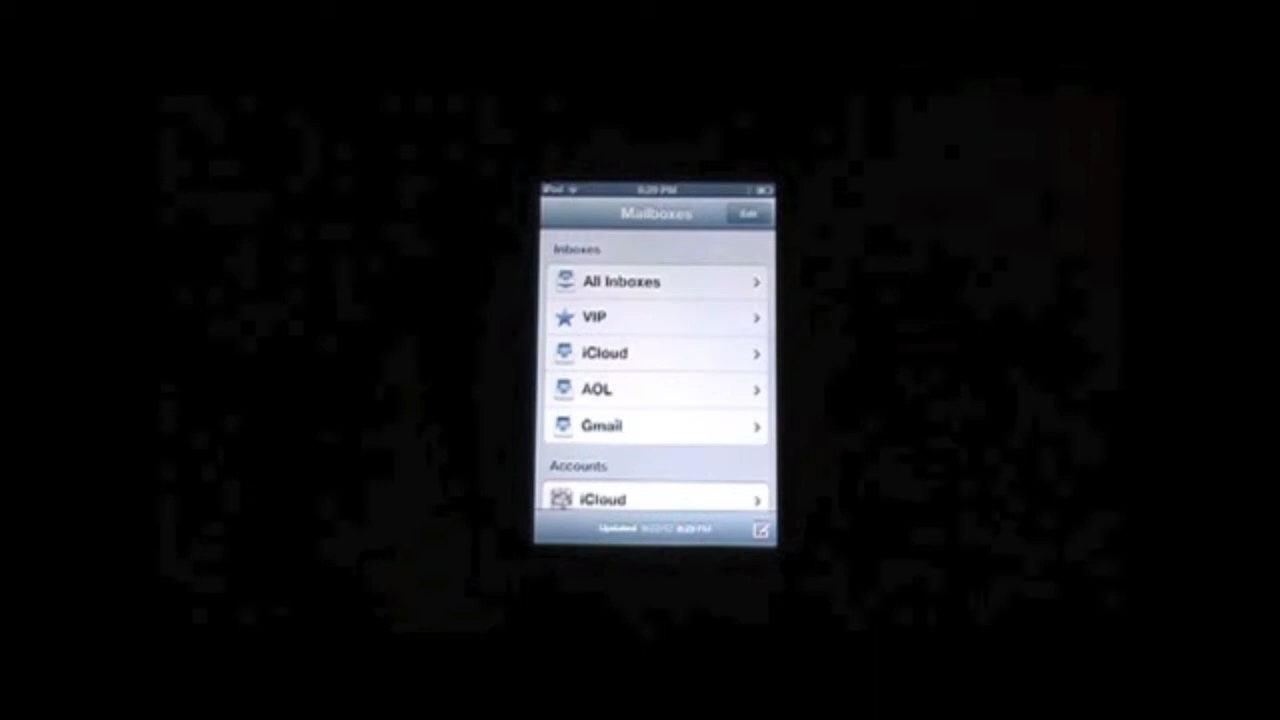 iPod 8:29 PM
Mailboxes Edit
Inboxes
All Inboxes
VIP
iCloud
AOL
Gmail
Accounts
iCloud
Updated 8:29 PM